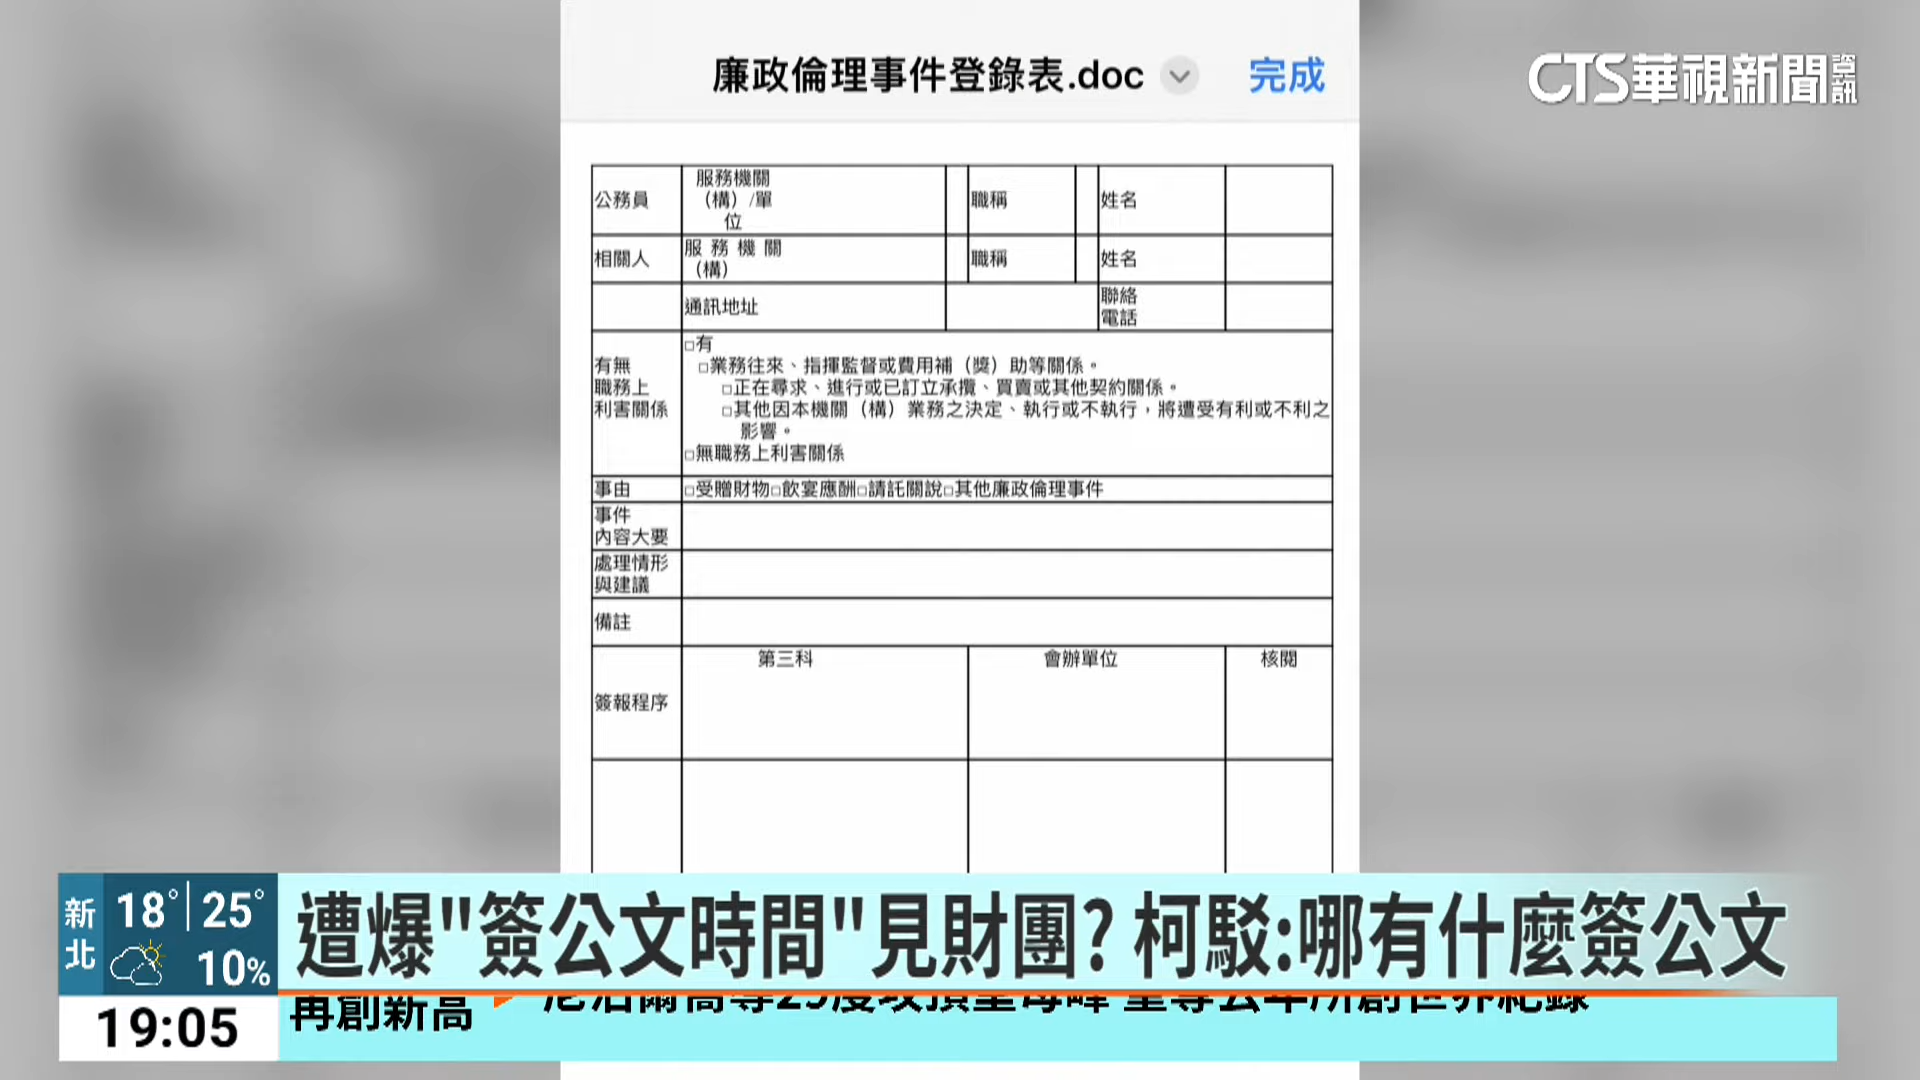 廉政倫理事件登錄表.doc
完成
CTS華視新聞資訊
公務員 服務機關（構）/單位 職稱 姓名
相關人 服務機關（構） 職稱 姓名
通訊地址 聯絡電話
有無職務上利害關係
□有
□業務往來、指揮監督或費用補（獎）助等關係。
□正在尋求、進行或已訂立承攬、買賣或其他契約關係。
□其他因本機關（構）業務之決定、執行或不執行，將遭受有利或不利之
影響。
□無職務上利害關係
事由 □受贈財物□飲宴應酬□請託關說□其他廉政倫理事件
事件
內容大要
處理情形
與建議
備註
簽報程序 第三科 會辦單位 核閱
新北 18° 25°
10%
遭爆"簽公文時間"見財團? 柯駁:哪有什麼簽公文
19:05
再創新高